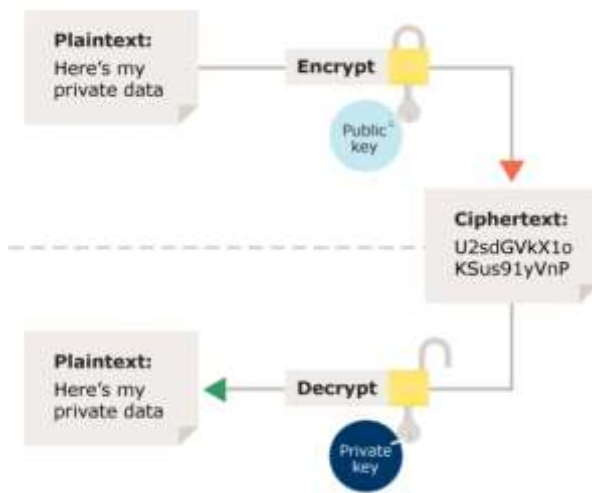 Plaintext:
Here's my
private data
Encrypt
Public
key
Ciphertext:
U2sdGVkX1o
KSus91yVnP
Plaintext:
Here's my
private data
Decrypt
Private
key